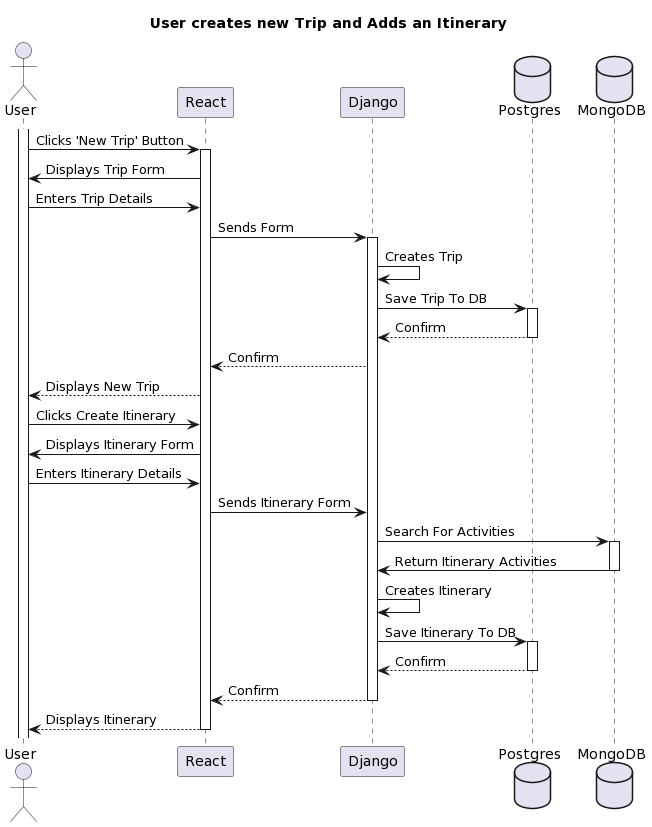 User creates new Trip and Adds an Itinerary
User
React
Django
Postgres
MongoDB
Clicks 'New Trip' Button
Displays Trip Form
Enters Trip Details
Sends Form
Creates Trip
Save Trip To DB
Confirm
Confirm
Displays New Trip
Clicks Create Itinerary
Displays Itinerary Form
Enters Itinerary Details
Sends Itinerary Form
Search For Activities
Return Itinerary Activities
Creates Itinerary
Save Itinerary To DB
Confirm
Confirm
Displays Itinerary
User
React
Django
Postgres
MongoDB